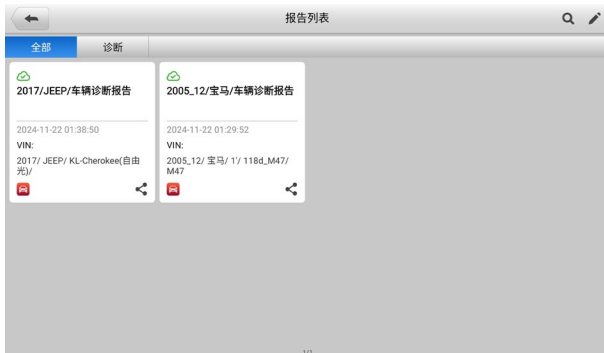 报告列表
全部
诊断
2017/JEEP/车辆诊断报告
2024-11-22 01:38:50
VIN:
2017/ JEEP/ KL-Cherokee(自由
光)/
2005_12/宝马/车辆诊断报告
2024-11-22 01:29:52
VIN:
2005_12/ 宝马/ 1'/ 118d_M47/
M47